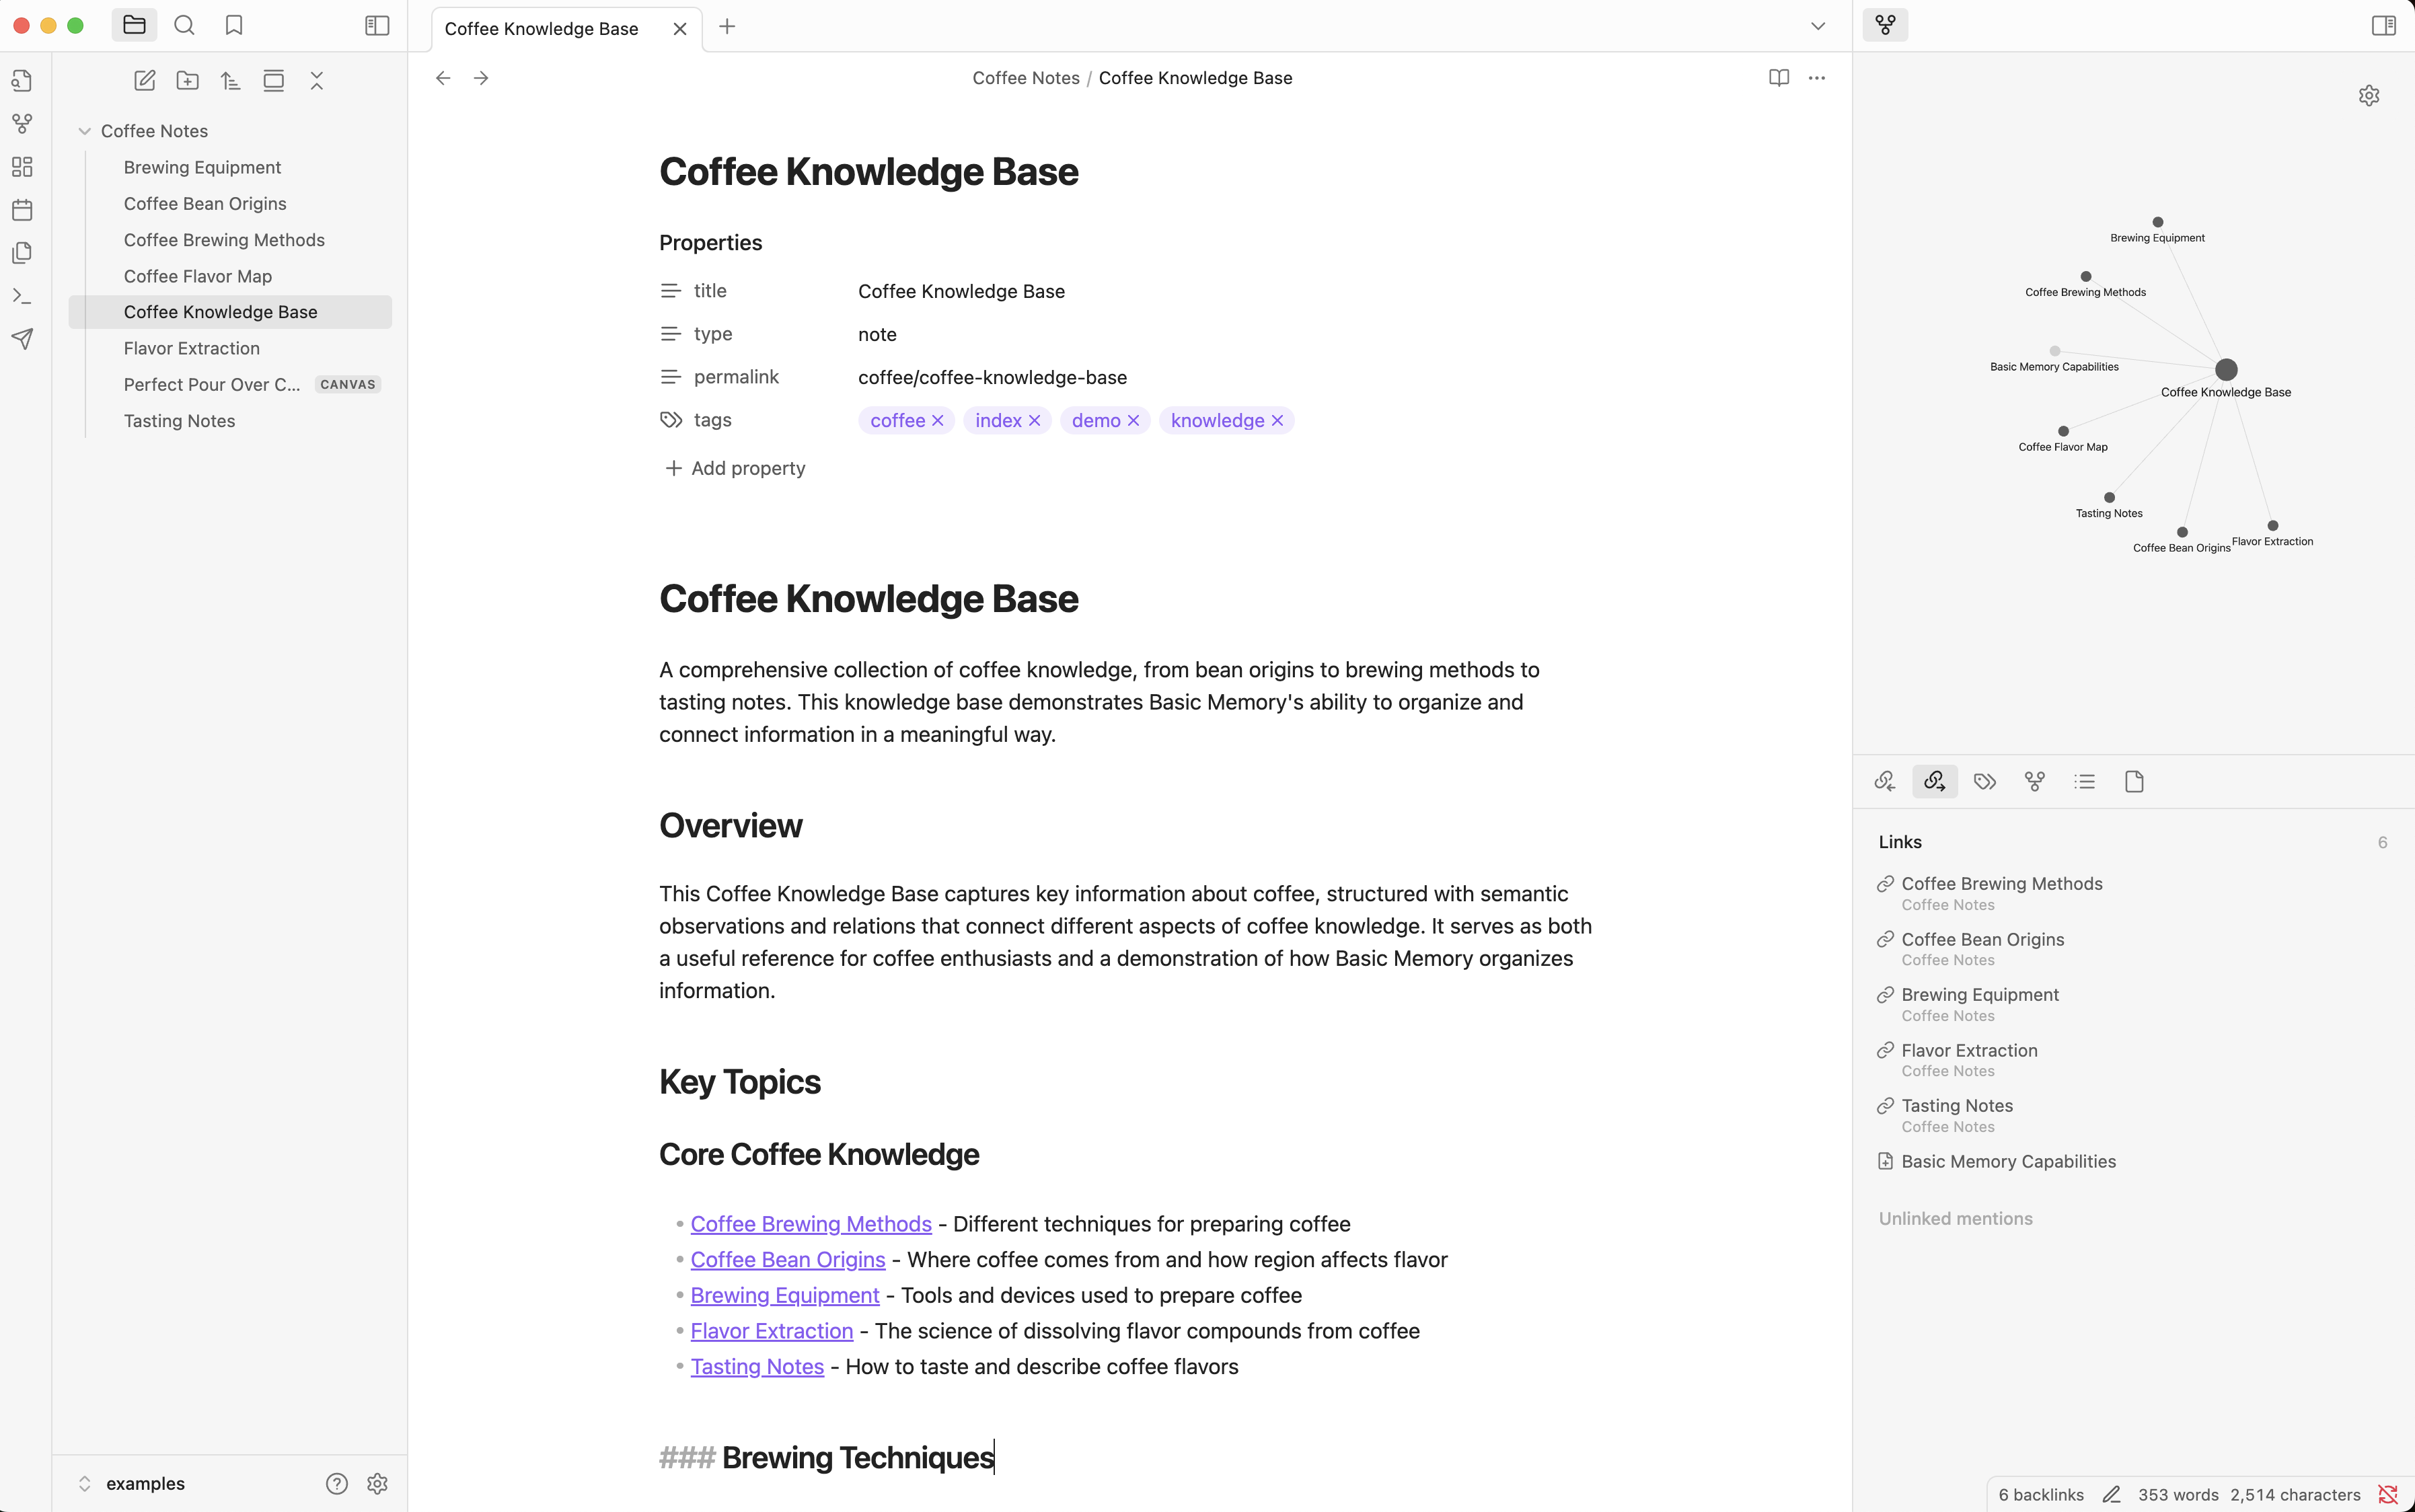 Coffee Knowledge Base
Coffee Notes / Coffee Knowledge Base
Coffee Notes
Brewing Equipment
Coffee Bean Origins
Coffee Brewing Methods
Coffee Flavor Map
Coffee Knowledge Base
Flavor Extraction
Perfect Pour Over C... CANVAS
Tasting Notes
examples
Coffee Knowledge Base
Properties
title Coffee Knowledge Base
type note
permalink coffee/coffee-knowledge-base
tags coffee index demo knowledge
Add property
Coffee Knowledge Base
A comprehensive collection of coffee knowledge, from bean origins to brewing methods to
tasting notes. This knowledge base demonstrates Basic Memory's ability to organize and
connect information in a meaningful way.
Overview
This Coffee Knowledge Base captures key information about coffee, structured with semantic
observations and relations that connect different aspects of coffee knowledge. It serves as both
a useful reference for coffee enthusiasts and a demonstration of how Basic Memory organizes
information.
Key Topics
Core Coffee Knowledge
• Coffee Brewing Methods - Different techniques for preparing coffee
• Coffee Bean Origins - Where coffee comes from and how region affects flavor
• Brewing Equipment - Tools and devices used to prepare coffee
• Flavor Extraction - The science of dissolving flavor compounds from coffee
• Tasting Notes - How to taste and describe coffee flavors
### Brewing Techniques
Brewing Equipment
Coffee Brewing Methods
Basic Memory Capabilities
Coffee Knowledge Base
Coffee Flavor Map
Tasting Notes
Coffee Bean Origins
Flavor Extraction
Links 6
Coffee Brewing Methods
Coffee Notes
Coffee Bean Origins
Coffee Notes
Brewing Equipment
Coffee Notes
Flavor Extraction
Coffee Notes
Tasting Notes
Coffee Notes
Basic Memory Capabilities
Unlinked mentions
6 backlinks 353 words 2,514 characters